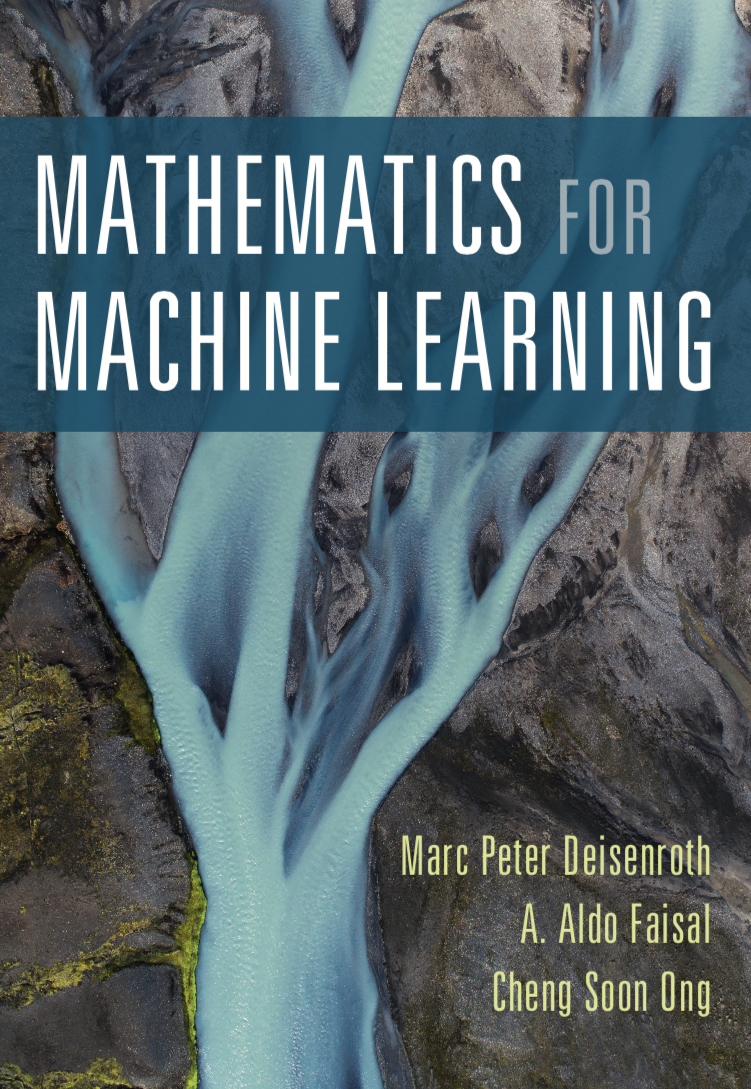 MATHEMATICS FOR
MACHINE LEARNING
Marc Peter Deisenroth
A. Aldo Faisal
Cheng Soon Ong